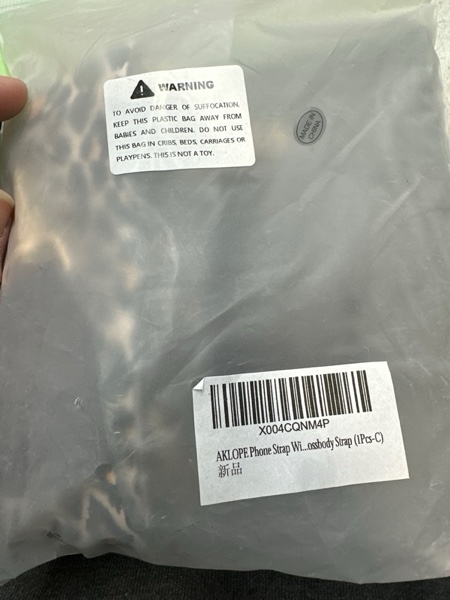 WARNING
TO AVOID DANGER OF SUFFOCATION,
KEEP THIS PLASTIC BAG AWAY FROM
BABIES AND CHILDREN. DO NOT USE
THIS BAG IN CRIBS, BEDS, CARRIAGES OR
PLAYPENS. THIS IS NOT A TOY.
MADE IN
CHINA
X004CQNM4P
AKLOPE Phone Strap Wi...ossbody Strap (1Pcs-C)
新品